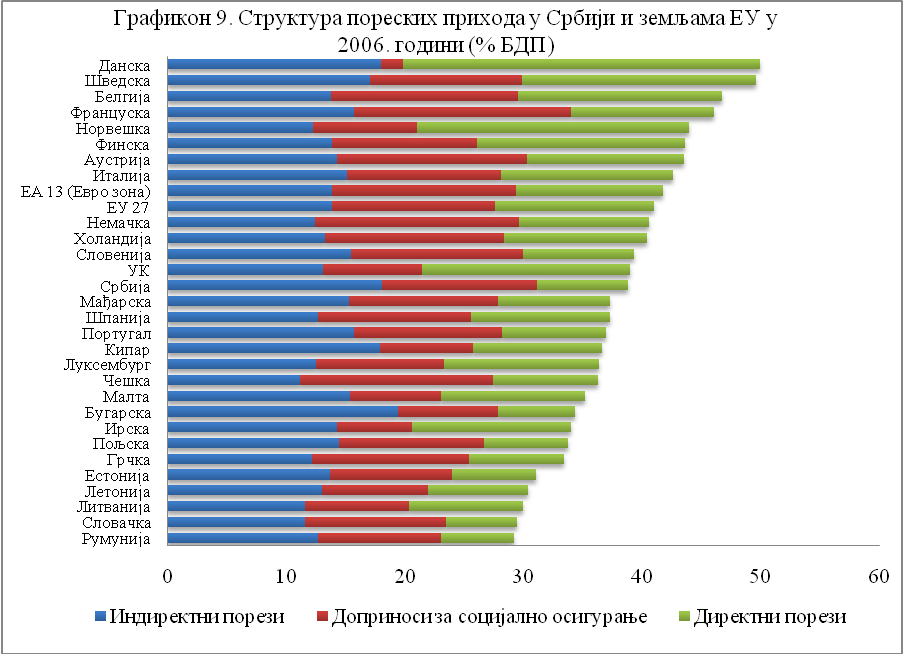 Графикон 9. Структура пореских прихода у Србији и земљама ЕУ у
2006. години (% БДП)
Данска
Шведска
Белгија
Француска
Норвешка
Финска
Аустрија
Италија
ЕА 13 (Евро зона)
ЕУ 27
Немачка
Холандија
Словенија
УК
Србија
Мађарска
Шпанија
Португал
Кипар
Луксембург
Чешка
Малта
Бугарска
Ирска
Пољска
Грчка
Естонија
Летонија
Литванија
Словачка
Румунија
0 10 20 30 40 50 60
Индиректни порези Доприноси за социјално осигурање Директни порези